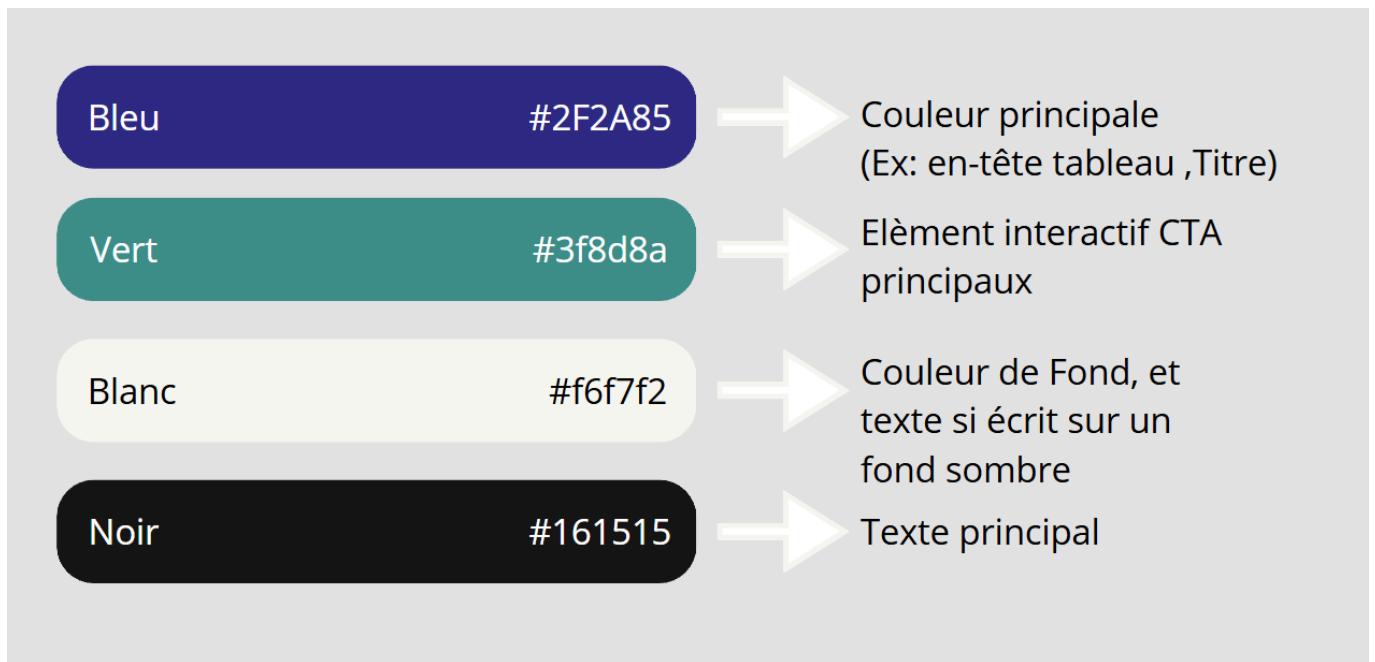 Bleu #2F2A85
Couleur principale
(Ex: en-tête tableau ,Titre)
Vert #3f8d8a
Elèment interactif CTA
principaux
Blanc #f6f7f2
Couleur de Fond, et
texte si écrit sur un
fond sombre
Noir #161515
Texte principal